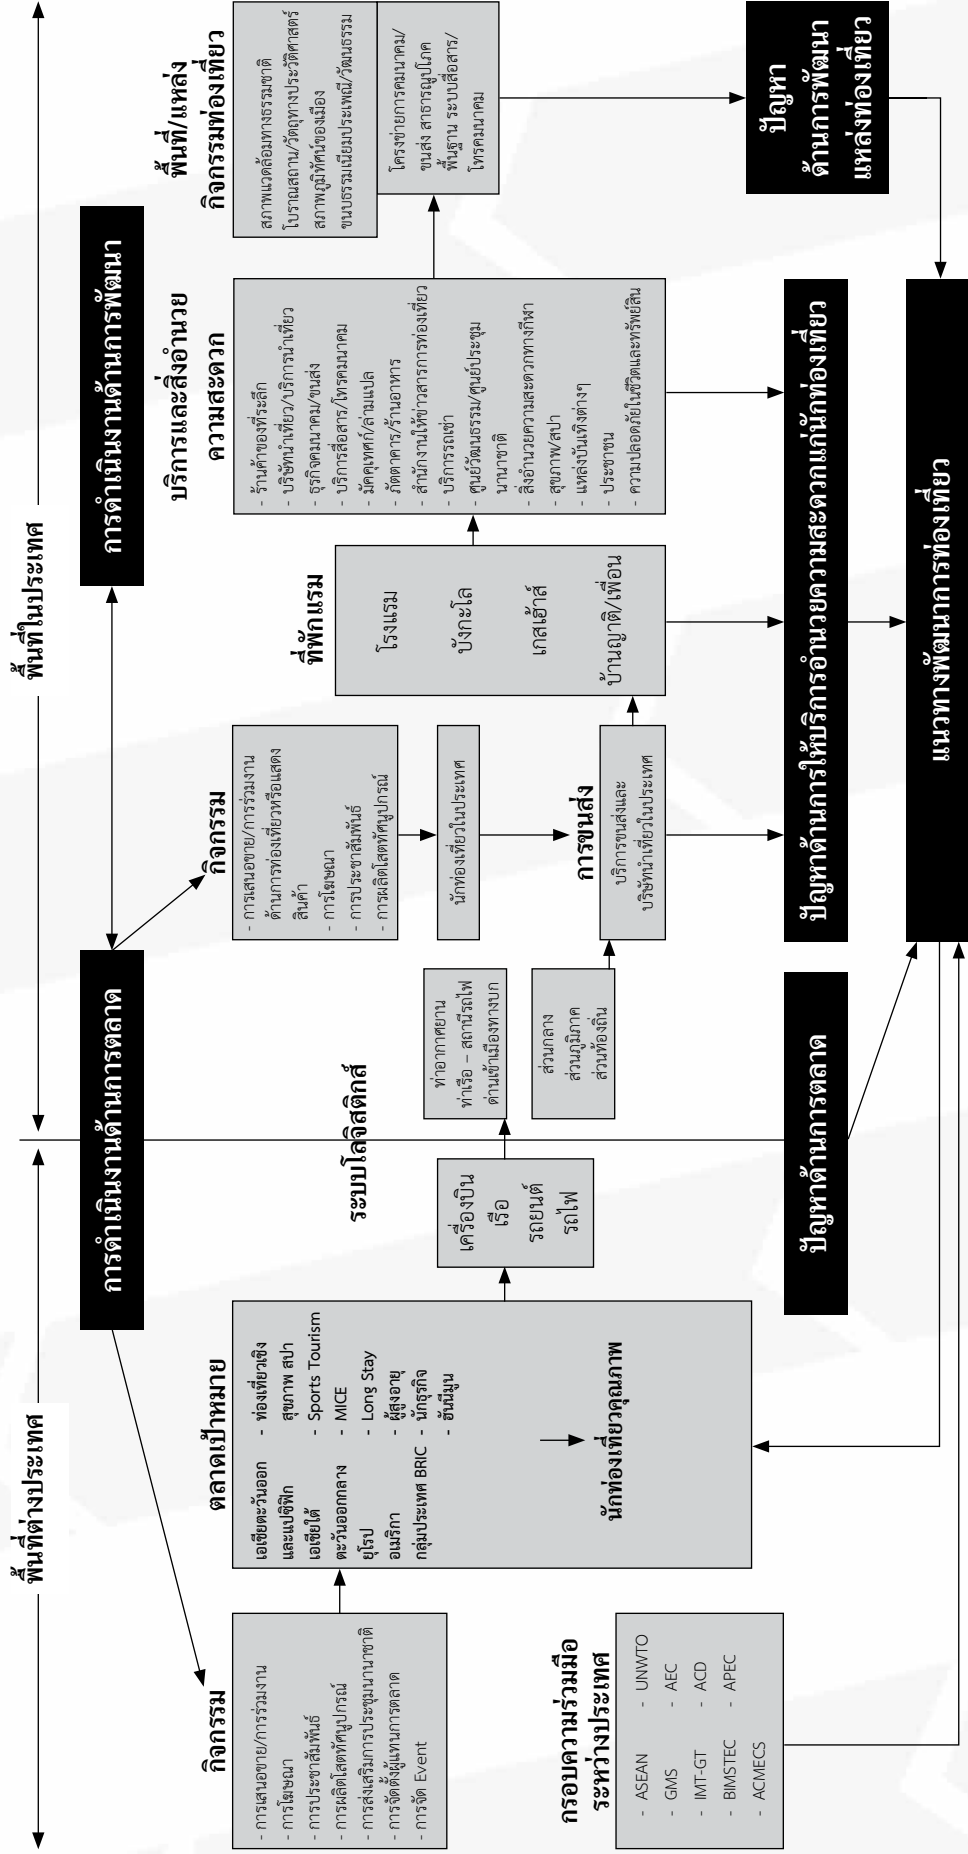 พื้นที่ต่างประเทศ
พื้นที่ในประเทศ
การดำเนินงานด้านการตลาด
การดำเนินงานด้านการพัฒนา
กิจกรรม
- การเสนอขาย/การร่วมงาน
- การโฆษณา
- การประชาสัมพันธ์
- การผลิตโสตทัศนูปกรณ์
- การส่งเสริมการประชุมนานาชาติ
- การจัดตั้งผู้แทนการตลาด
- การจัด Event
ตลาดเป้าหมาย
เอเชียตะวันออก
และแปซิฟิก
เอเชียใต้
ตะวันออกกลาง
ยุโรป
อเมริกา
กลุ่มประเทศ BRIC
- ท่องเที่ยวเชิง
สุขภาพ สปา
- Sports Tourism
- MICE
- Long Stay
- ผู้สูงอายุ
- นักธุรกิจ
- ฮันนีมูน
นักท่องเที่ยวคุณภาพ
ระบบโลจิสติกส์
เครื่องบิน
เรือ
รถยนต์
รถไฟ
ท่าอากาศยาน
ท่าเรือ – สถานีรถไฟ
ด่านเข้าเมืองทางบก
ส่วนกลาง
ส่วนภูมิภาค
ส่วนท้องถิ่น
กิจกรรม
- การเสนอขาย/การร่วมงาน
ด้านการท่องเที่ยวหรือแสดง
สินค้า
- การโฆษณา
- การประชาสัมพันธ์
- การผลิตโสตทัศนูปกรณ์
นักท่องเที่ยวในประเทศ
การขนส่ง
บริการขนส่งและ
บริษัทนำเที่ยวในประเทศ
ที่พักแรม
โรงแรม
บังกะโล
เกสเฮ้าส์
บ้านญาติ/เพื่อน
บริการและสิ่งอำนวย
ความสะดวก
- ร้านค้าของที่ระลึก
- บริษัทนำเที่ยว/บริการนำเที่ยว
- ธุรกิจคมนาคม/ขนส่ง
- บริการสื่อสาร/โทรคมนาคม
- มัคคุเทศก์/ล่ามแปล
- ภัตตาคาร/ร้านอาหาร
- สำนักงานให้ข่าวสารการท่องเที่ยว
- บริการรถเช่า
- ศูนย์วัฒนธรรม/ศูนย์ประชุม
นานาชาติ
- สิ่งอำนวยความสะดวกทางกีฬา
- สุขภาพ/สปา
- แหล่งบันเทิงต่างๆ
- ประชาชน
- ความปลอดภัยในชีวิตและทรัพย์สิน
พื้นที่/แหล่ง
กิจกรรมท่องเที่ยว
สภาพแวดล้อมทางธรรมชาติ
โบราณสถาน/วัตถุทางประวัติศาสตร์
สภาพภูมิทัศน์ของเมือง
ขนบธรรมเนียมประเพณี/วัฒนธรรม
โครงข่ายการคมนาคม/
ขนส่ง สาธารณูปโภค
พื้นฐาน ระบบสื่อสาร/
โทรคมนาคม
กรอบความร่วมมือ
ระหว่างประเทศ
- ASEAN - UNWTO
- GMS - AEC
- IMT-GT - ACD
- BIMSTEC - APEC
- ACMECS
ปัญหาด้านการตลาด
ปัญหาด้านการให้บริการอำนวยความสะดวกแก่นักท่องเที่ยว
ปัญหา
ด้านการพัฒนา
แหล่งท่องเที่ยว
แนวทางพัฒนาการท่องเที่ยว